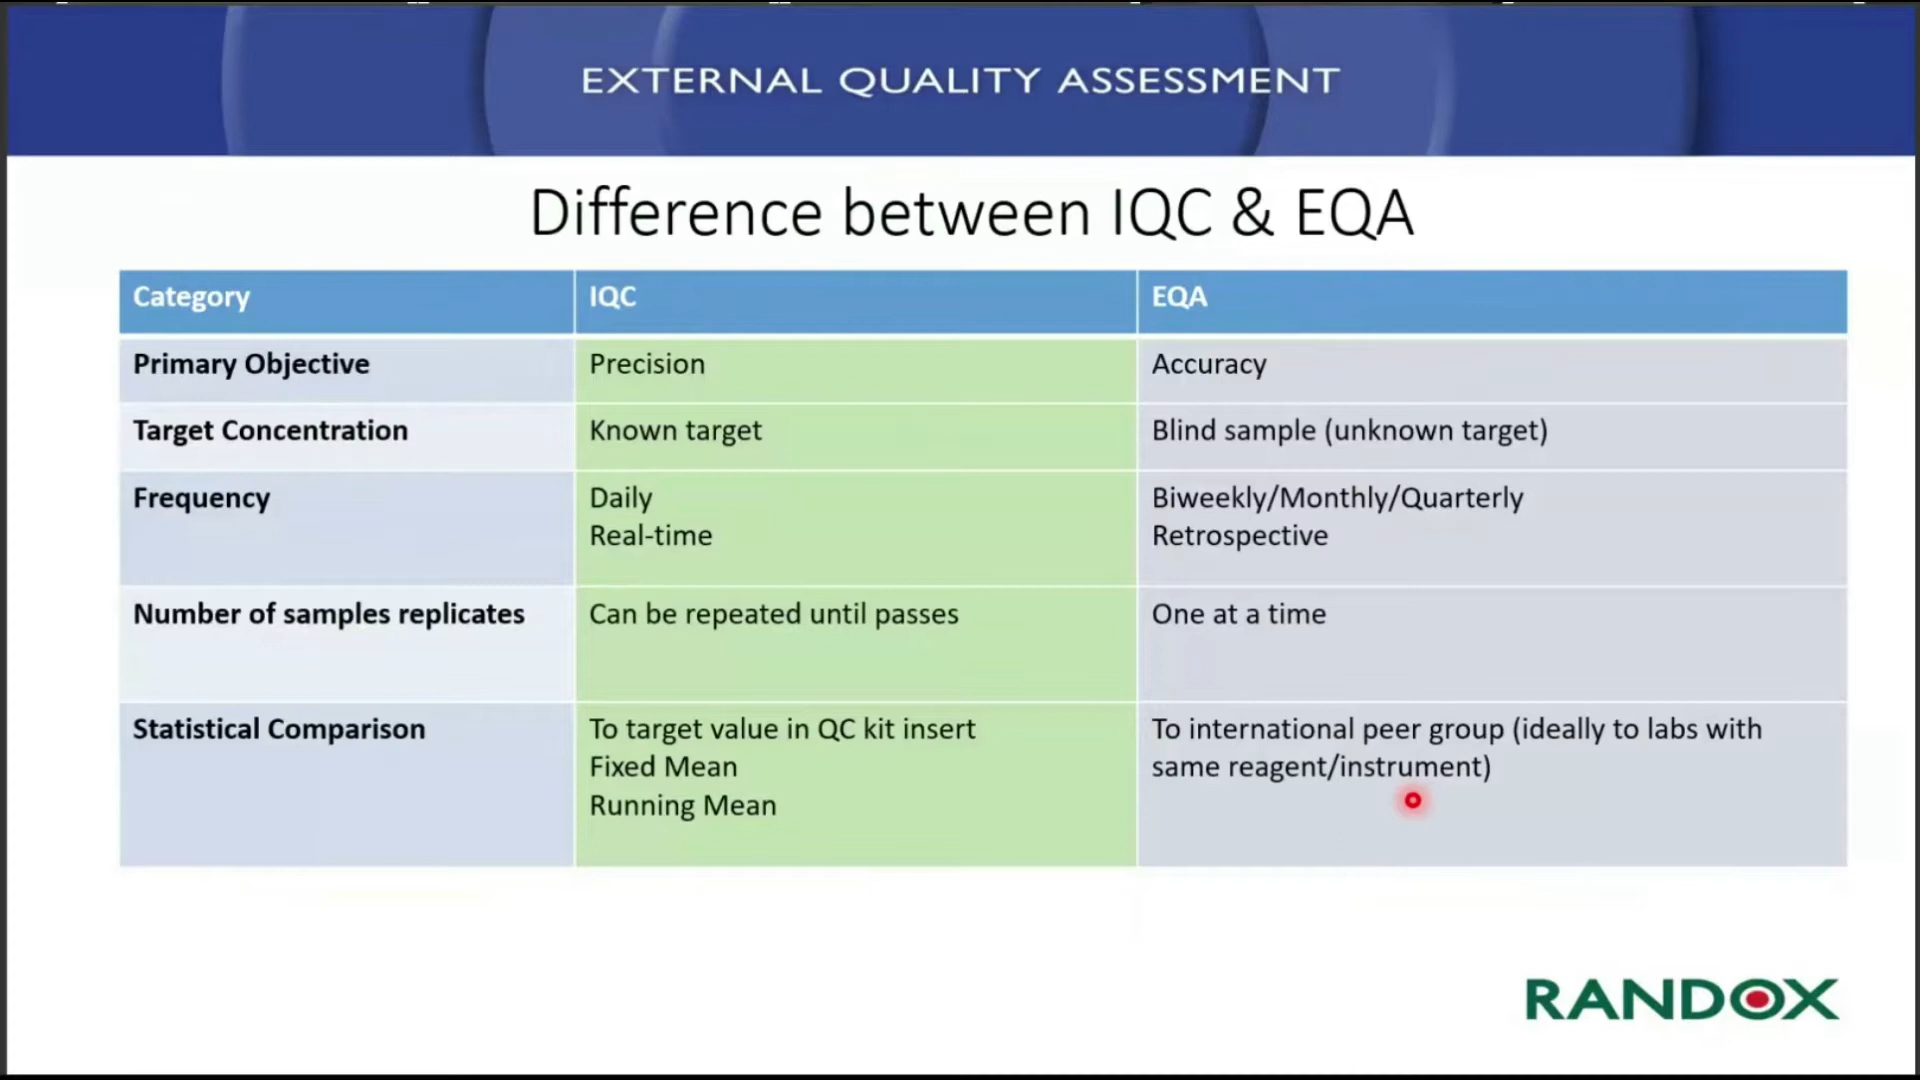 EXTERNAL QUALITY ASSESSMENT
Difference between IQC & EQA
Category
IQC
EQA
Primary Objective
Precision
Accuracy
Target Concentration
Known target
Blind sample (unknown target)
Frequency
Daily
Real-time
Biweekly/Monthly/Quarterly
Retrospective
Number of samples replicates
Can be repeated until passes
One at a time
Statistical Comparison
To target value in QC kit insert
Fixed Mean
Running Mean
To international peer group (ideally to labs with
same reagent/instrument)
RANDOX